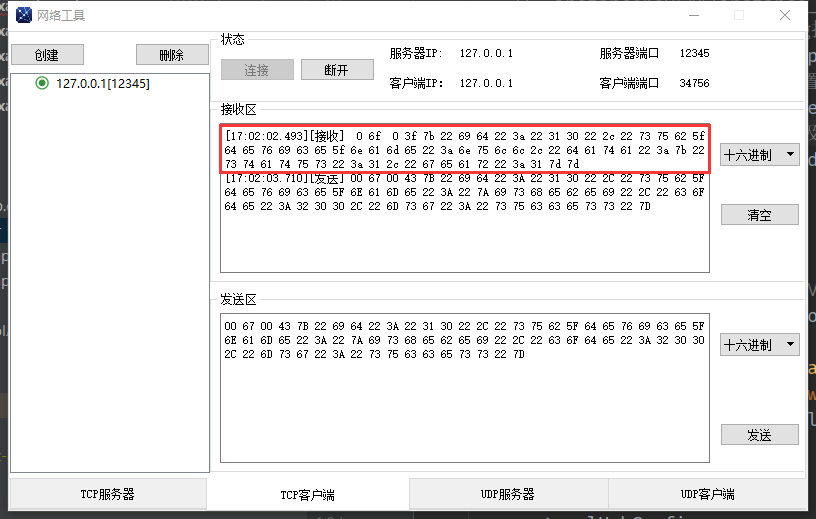 网络工具
创建
删除
127.0.0.1[12345]
状态
连接
断开
服务器IP: 127.0.0.1
服务器端口 12345
客户端IP: 127.0.0.1
客户端端口 34756
接收区
[17:02:02.493][接收]  0 6f  0 3f 7b 22 69 64 22 3a 22 31 30 22 2c 22 73 75 62 5f
64 65 76 69 63 65 5f 6e 61 6d 65 22 3a 6e 75 6c 6c 2c 22 64 61 74 61 22 3a 7b 22
73 74 61 74 75 73 22 3a 31 2c 22 67 65 61 72 22 3a 31 7d 7d
[17:02:03.710][发送] 00 67 00 43 7B 22 69 64 22 3A 22 31 30 22 2C 22 73 75 62 5F
64 65 76 69 63 65 5F 6E 61 6D 65 22 3A 22 7A 69 73 68 65 62 65 69 22 2C 22 63 6F
64 65 22 3A 32 30 30 2C 22 6D 73 67 22 3A 22 73 75 63 63 65 73 73 22 7D
十六进制
清空
发送区
00 67 00 43 7B 22 69 64 22 3A 22 31 30 22 2C 22 73 75 62 5F 64 65 76 69 63 65 5F
6E 61 6D 65 22 3A 22 7A 69 73 68 65 62 65 69 22 2C 22 63 6F 64 65 22 3A 32 30 30
2C 22 6D 73 67 22 3A 22 73 75 63 63 65 73 73 22 7D
十六进制
发送
TCP服务器
TCP客户端
UDP服务器
UDP客户端